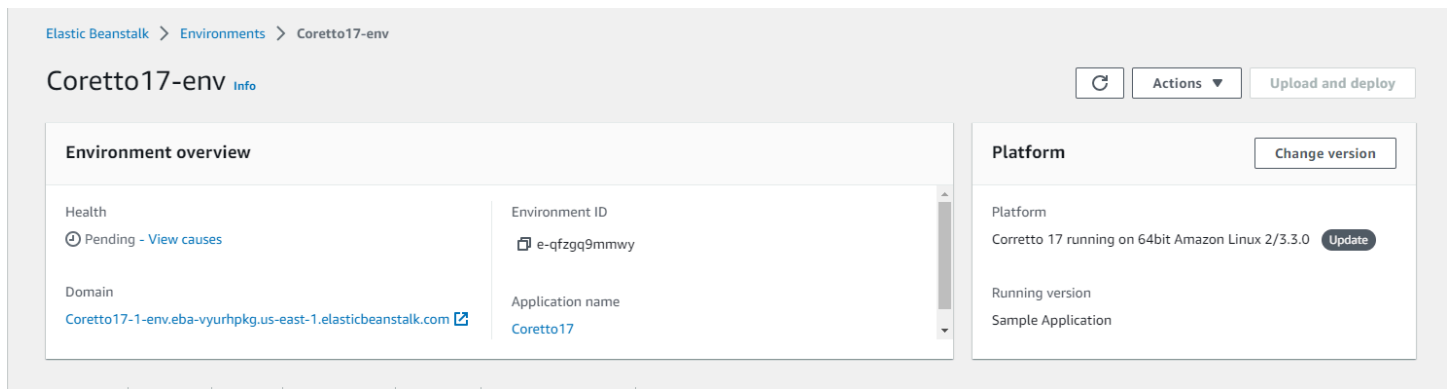 Elastic Beanstalk > Environments > Coretto17-env
Coretto17-env Info
Actions ▼
Upload and deploy
Environment overview
Health
Pending - View causes
Domain
Coretto17-1-env.eba-vyurhpkg.us-east-1.elasticbeanstalk.com
Environment ID
e-qfzgq9mmwy
Application name
Coretto17
Platform
Change version
Platform
Corretto 17 running on 64bit Amazon Linux 2/3.3.0 Update
Running version
Sample Application